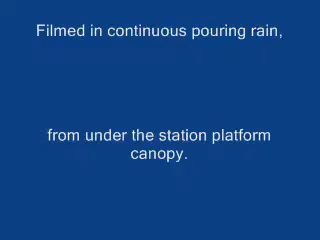 Filmed in continuous pouring rain,
from under the station platform
canopy.